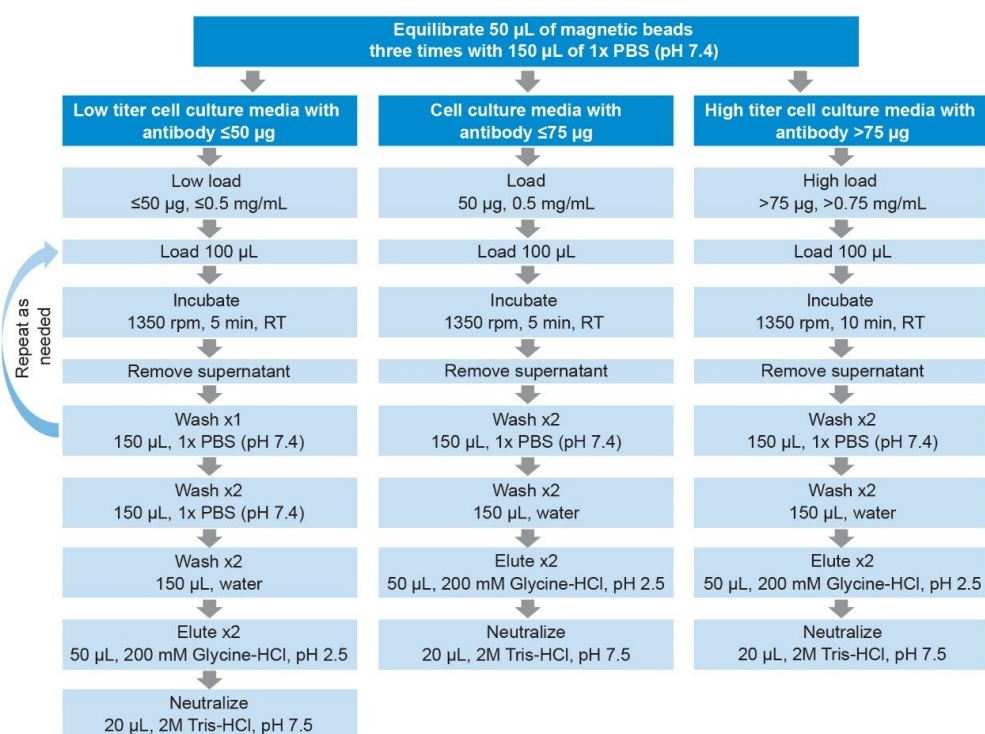 Equilibrate 50 µL of magnetic beads
three times with 150 µL of 1x PBS (pH 7.4)
Low titer cell culture media with
antibody ≤50 µg
Low load
≤50 µg, ≤0.5 mg/mL
Load 100 µL
Incubate
1350 rpm, 5 min, RT
Remove supernatant
Wash x1
150 µL, 1x PBS (pH 7.4)
Wash x2
150 µL, 1x PBS (pH 7.4)
Wash x2
150 µL, water
Elute x2
50 µL, 200 mM Glycine-HCl, pH 2.5
Neutralize
20 µL, 2M Tris-HCl, pH 7.5
Repeat as
needed
Cell culture media with
antibody ≤75 µg
Load
50 µg, 0.5 mg/mL
Load 100 µL
Incubate
1350 rpm, 5 min, RT
Remove supernatant
Wash x2
150 µL, 1x PBS (pH 7.4)
Wash x2
150 µL, water
Elute x2
50 µL, 200 mM Glycine-HCl, pH 2.5
Neutralize
20 µL, 2M Tris-HCl, pH 7.5
High titer cell culture media with
antibody >75 µg
High load
>75 µg, >0.75 mg/mL
Load 100 µL
Incubate
1350 rpm, 10 min, RT
Remove supernatant
Wash x2
150 µL, 1x PBS (pH 7.4)
Wash x2
150 µL, water
Elute x2
50 µL, 200 mM Glycine-HCl, pH 2.5
Neutralize
20 µL, 2M Tris-HCl, pH 7.5